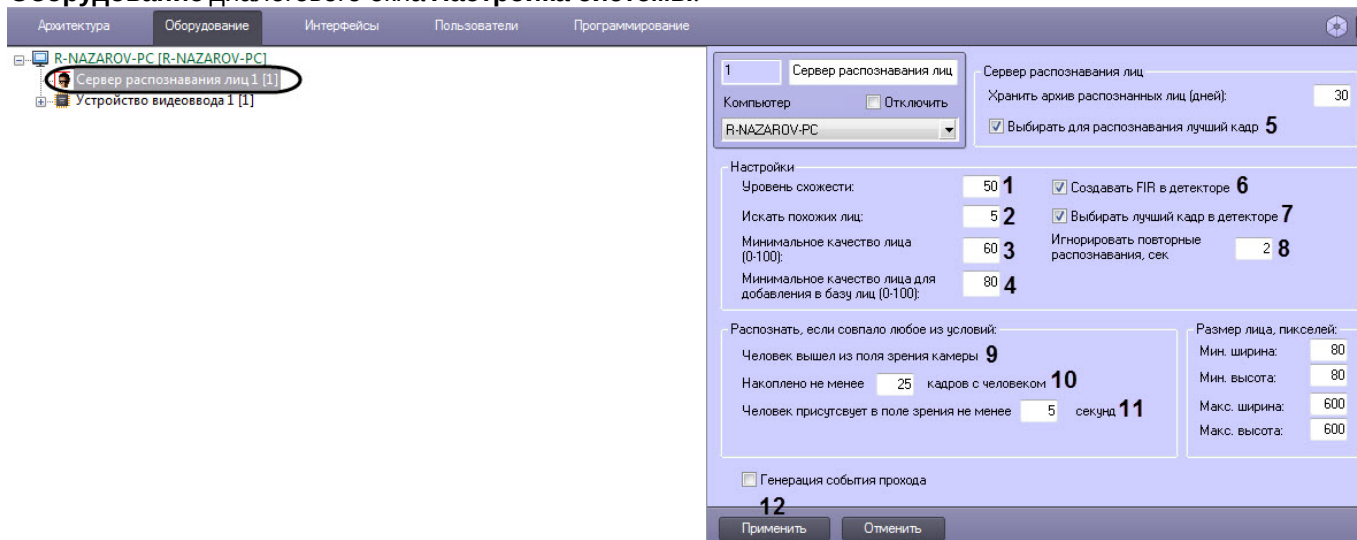 Оборудование диалогового окна Настройка системы.
Архитектура Оборудование Интерфейсы Пользователи Программирование
R-NAZAROV-PC [R-NAZAROV-PC]
Сервер распознавания лиц 1 [1]
Устройство видеоввода 1 [1]
1 Сервер распознавания лиц
Компьютер Отключить
R-NAZAROV-PC
Сервер распознавания лиц
Хранить архив распознанных лиц (дней): 30
Выбирать для распознавания лучший кадр 5
Настройки
Уровень схожести: 50 1
Создавать FIR в детекторе 6
Искать похожих лиц: 5 2
Выбирать лучший кадр в детекторе 7
Минимальное качество лица
(0-100): 60 3
Игнорировать повторные
распознавания, сек 2 8
Минимальное качество лица для
добавления в базу лиц (0-100): 80 4
Распознать, если совпало любое из условий:
Человек вышел из поля зрения камеры 9
Накоплено не менее 25 кадров с человеком 10
Человек присутсвует в поле зрения не менее 5 секунд 11
Размер лица, пикселей:
Мин. ширина: 80
Мин. высота: 80
Макс. ширина: 600
Макс. высота: 600
Генерация события прохода
12
Применить Отменить